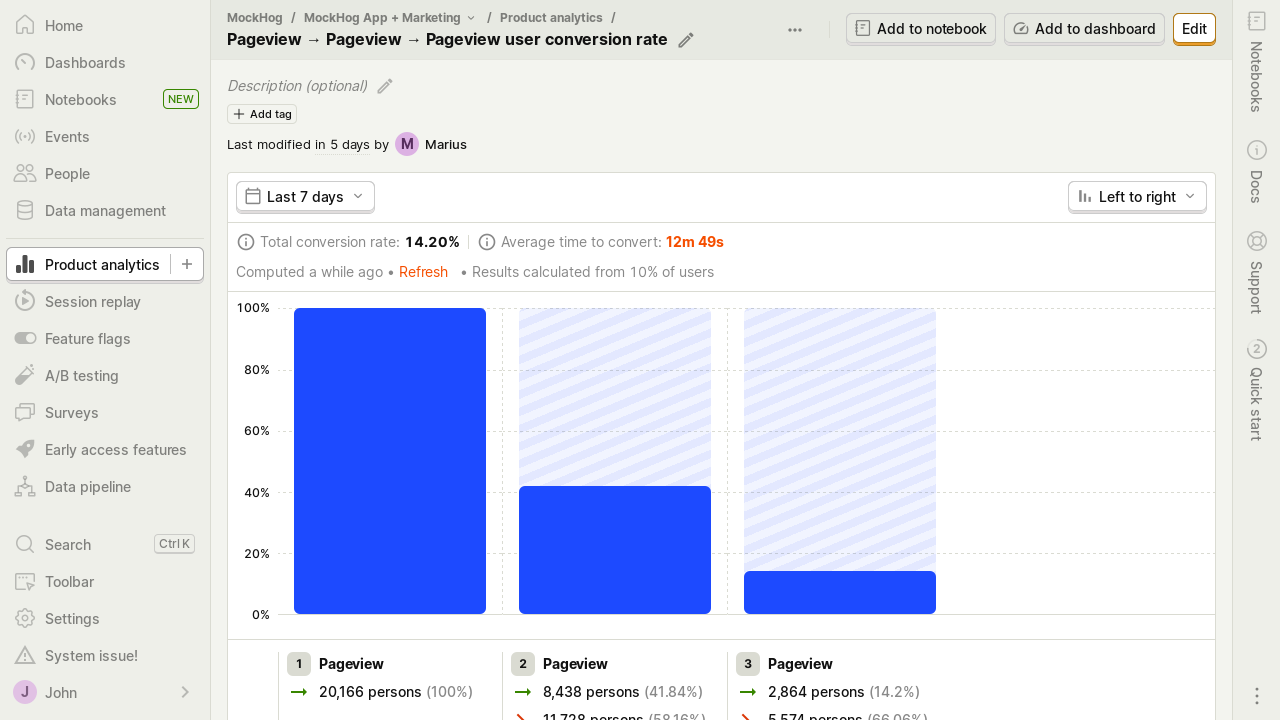 Home
Dashboards
Notebooks NEW
Events
People
Data management
Product analytics
Session replay
Feature flags
A/B testing
Surveys
Early access features
Data pipeline
Search Ctrl K
Toolbar
Settings
System issue!
J John
MockHog / MockHog App + Marketing / Product analytics /
Pageview → Pageview → Pageview user conversion rate
Add to notebook
Add to dashboard
Edit
Description (optional)
Add tag
Last modified in 5 days by M Marius
Last 7 days
Left to right
Total conversion rate: 14.20%
Average time to convert: 12m 49s
Computed a while ago • Refresh • Results calculated from 10% of users
100%
80%
60%
40%
20%
0%
1 Pageview
→ 20,166 persons (100%)
2 Pageview
→ 8,438 persons (41.84%)
11,728 persons (58.16%)
3 Pageview
→ 2,864 persons (14.2%)
5,574 persons (66.06%)
Notebooks
Docs
Support
2 Quick start